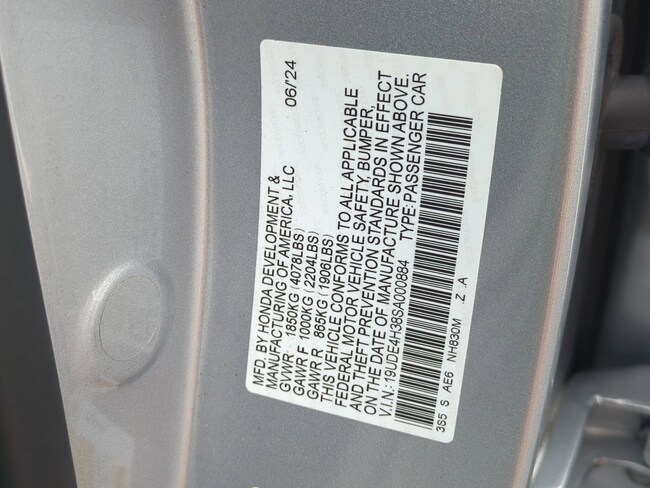 MFD. BY HONDA DEVELOPMENT &
MANUFACTURING OF AMERICA, LLC 06/24
GVWR 1850KG (4078LBS)
GAWR F 1000KG (2204LBS)
GAWR R 865KG (1906LBS)
THIS VEHICLE CONFORMS TO ALL APPLICABLE
FEDERAL MOTOR VEHICLE SAFETY, BUMPER,
AND THEFT PREVENTION STANDARDS IN EFFECT
ON THE DATE OF MANUFACTURE SHOWN ABOVE.
V.I.N.:19UDE4H38SA000884 TYPE:PASSENGER CAR
3S5 S AE6 NH830M Z A